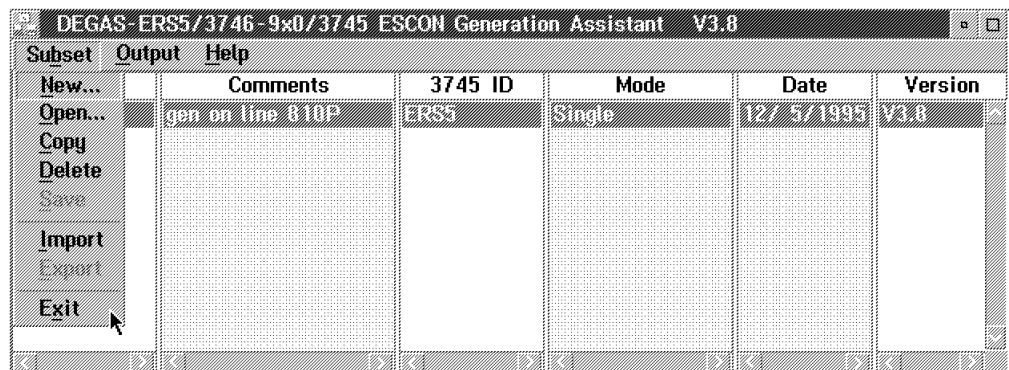 DEGAS-ERS5/3746-9x0/3745 ESCON Generation Assistant V3.8
Subset Output Help
New... Comments 3745 ID Mode Date Version
Open... gen on line 810P ERS5 Single 12/ 5/1995 V3.8
Copy
Delete
Save
Import
Export
Exit